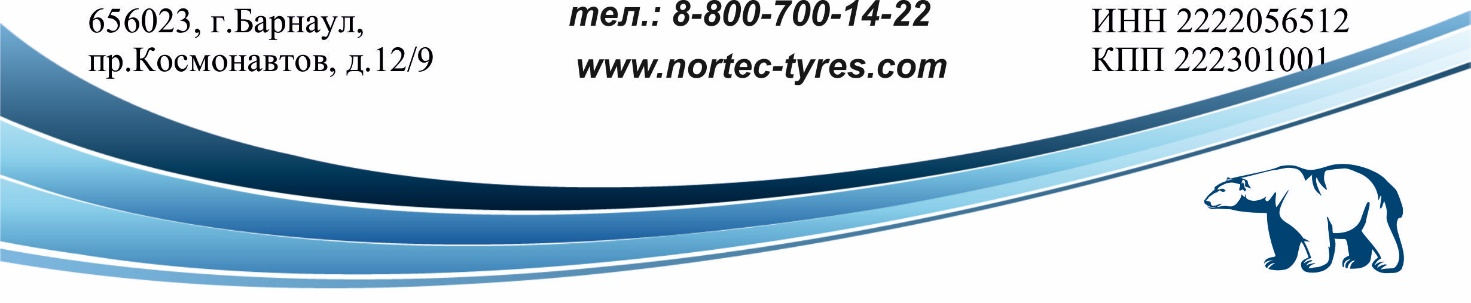 656023, г.Барнаул,
пр.Космонавтов, д.12/9
тел.: 8-800-700-14-22
www.nortec-tyres.com
ИНН 2222056512
КПП 222301001